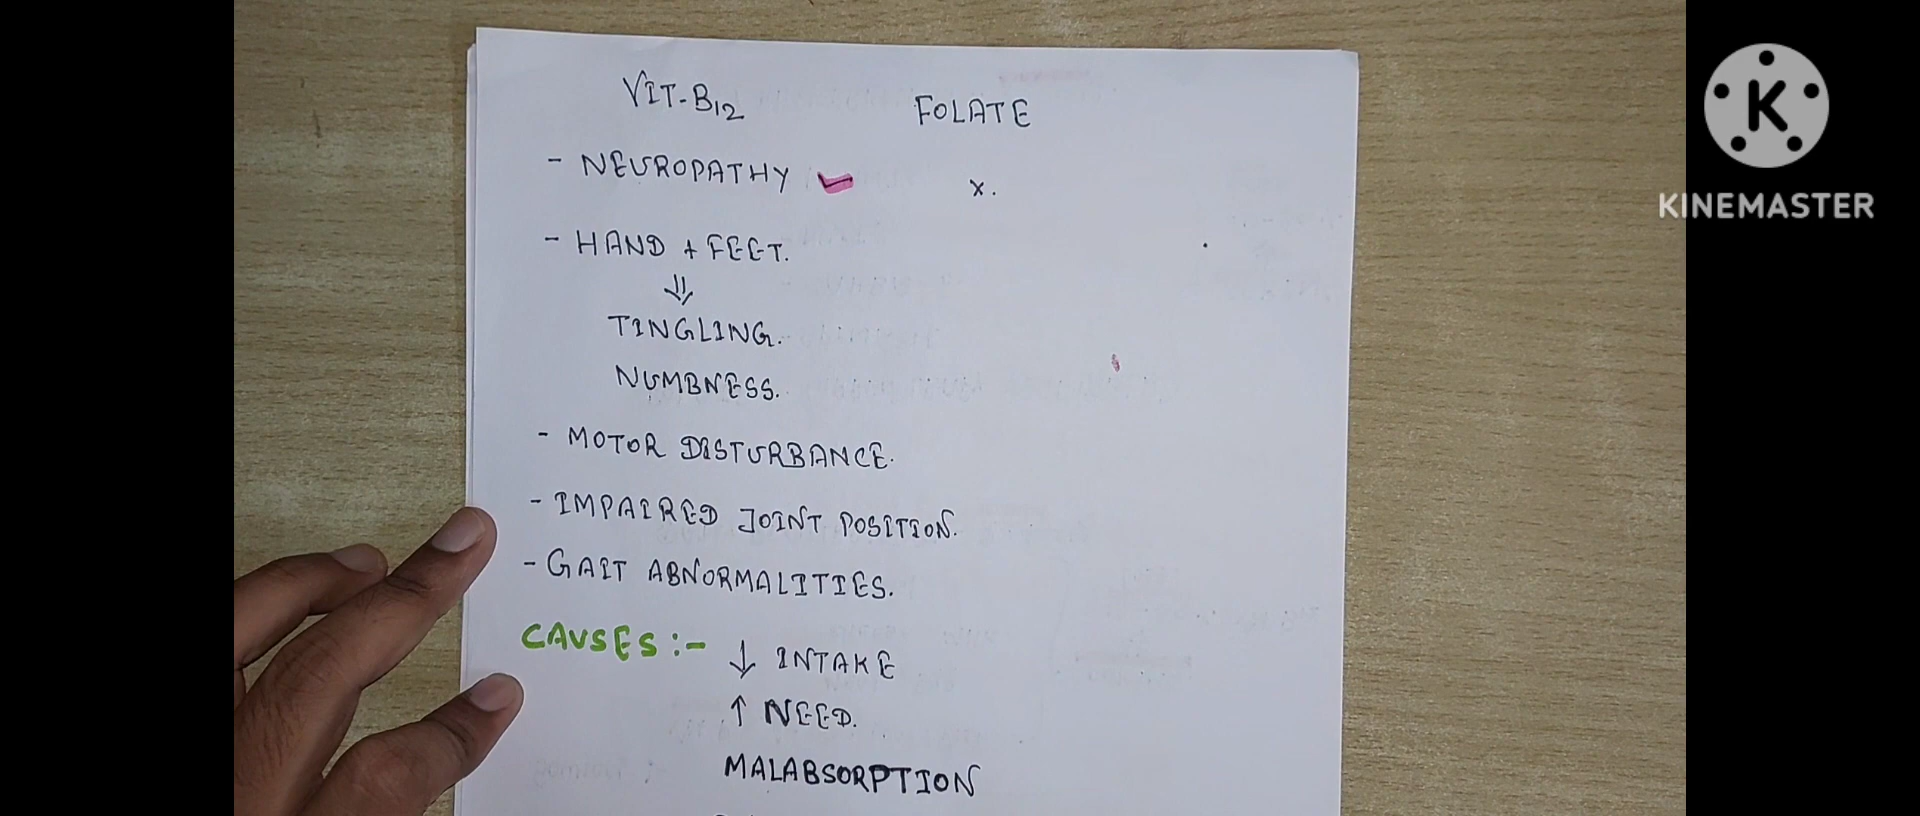 VIT-B12 FOLATE
- NEUROPATHY ✓ x.
- HAND + FEET.
⇓
TINGLING.
NUMBNESS.
- MOTOR DISTURBANCE.
- IMPAIRED JOINT POSITION.
- GAIT ABNORMALITIES.
CAUSES :- ↓ INTAKE
↑ NEED.
MALABSORPTION
K
KINEMASTER